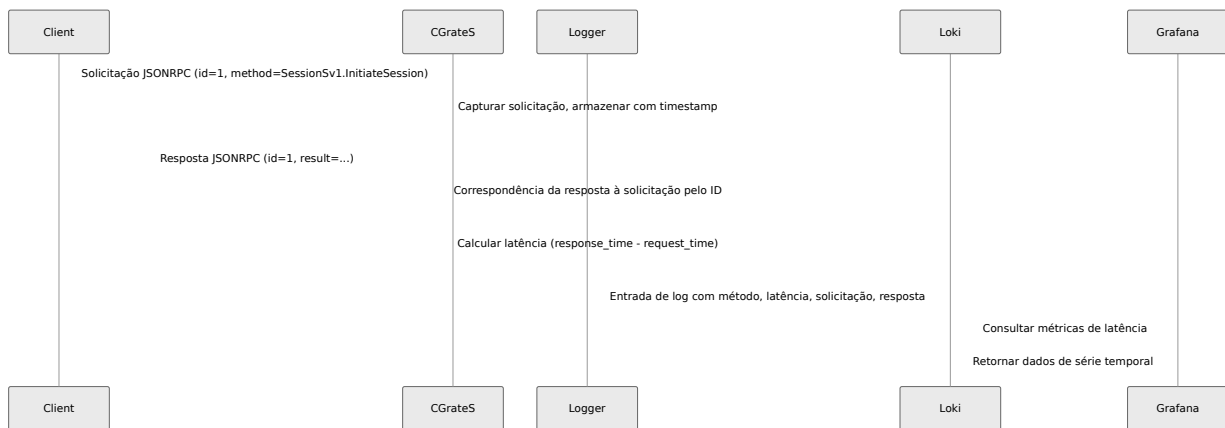 Client
CGrateS
Logger
Loki
Grafana
Solicitação JSONRPC (id=1, method=SessionSv1.InitiateSession)
Capturar solicitação, armazenar com timestamp
Resposta JSONRPC (id=1, result=...)
Correspondência da resposta à solicitação pelo ID
Calcular latência (response_time - request_time)
Entrada de log com método, latência, solicitação, resposta
Consultar métricas de latência
Retornar dados de série temporal
Client
CGrateS
Logger
Loki
Grafana